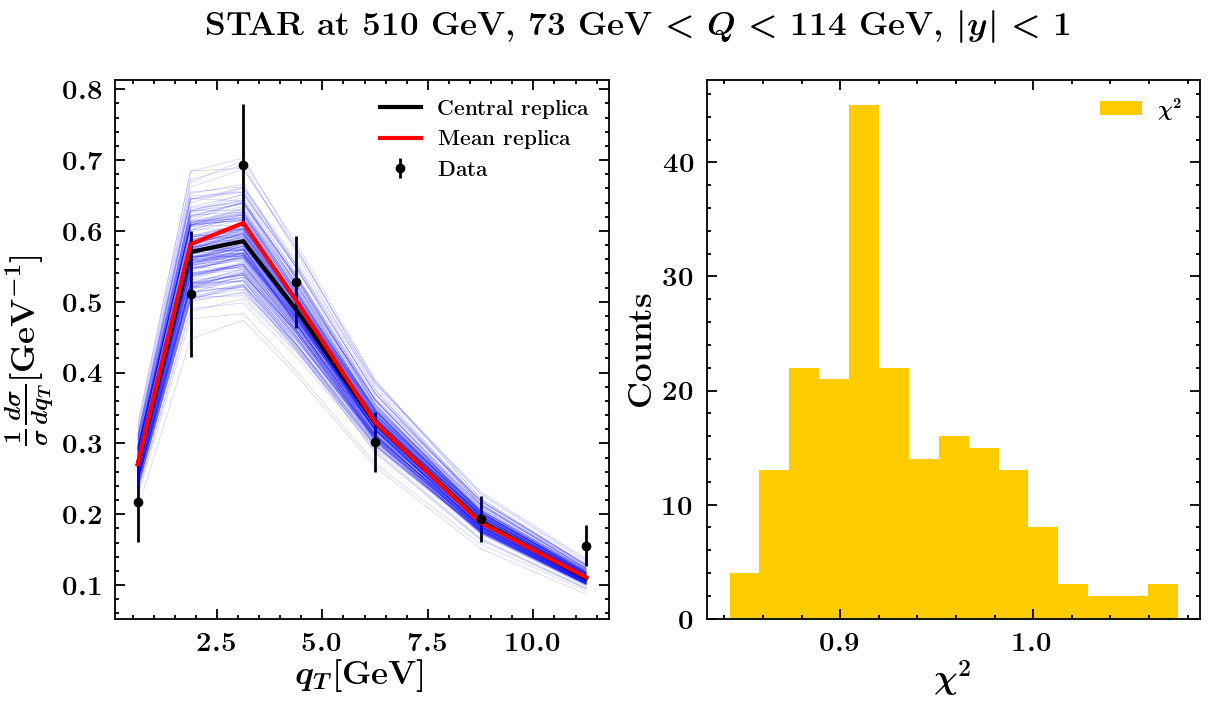 STAR at 510 GeV, 73 GeV < Q < 114 GeV, |y| < 1
0.8
0.7
0.6
0.5
0.4
0.3
0.2
0.1
1/σ dσ/dq_T [GeV⁻¹]
Central replica
Mean replica
Data
2.5 5.0 7.5 10.0
q_T [GeV]
40
30
20
10
0
Counts
χ²
0.9 1.0
χ²